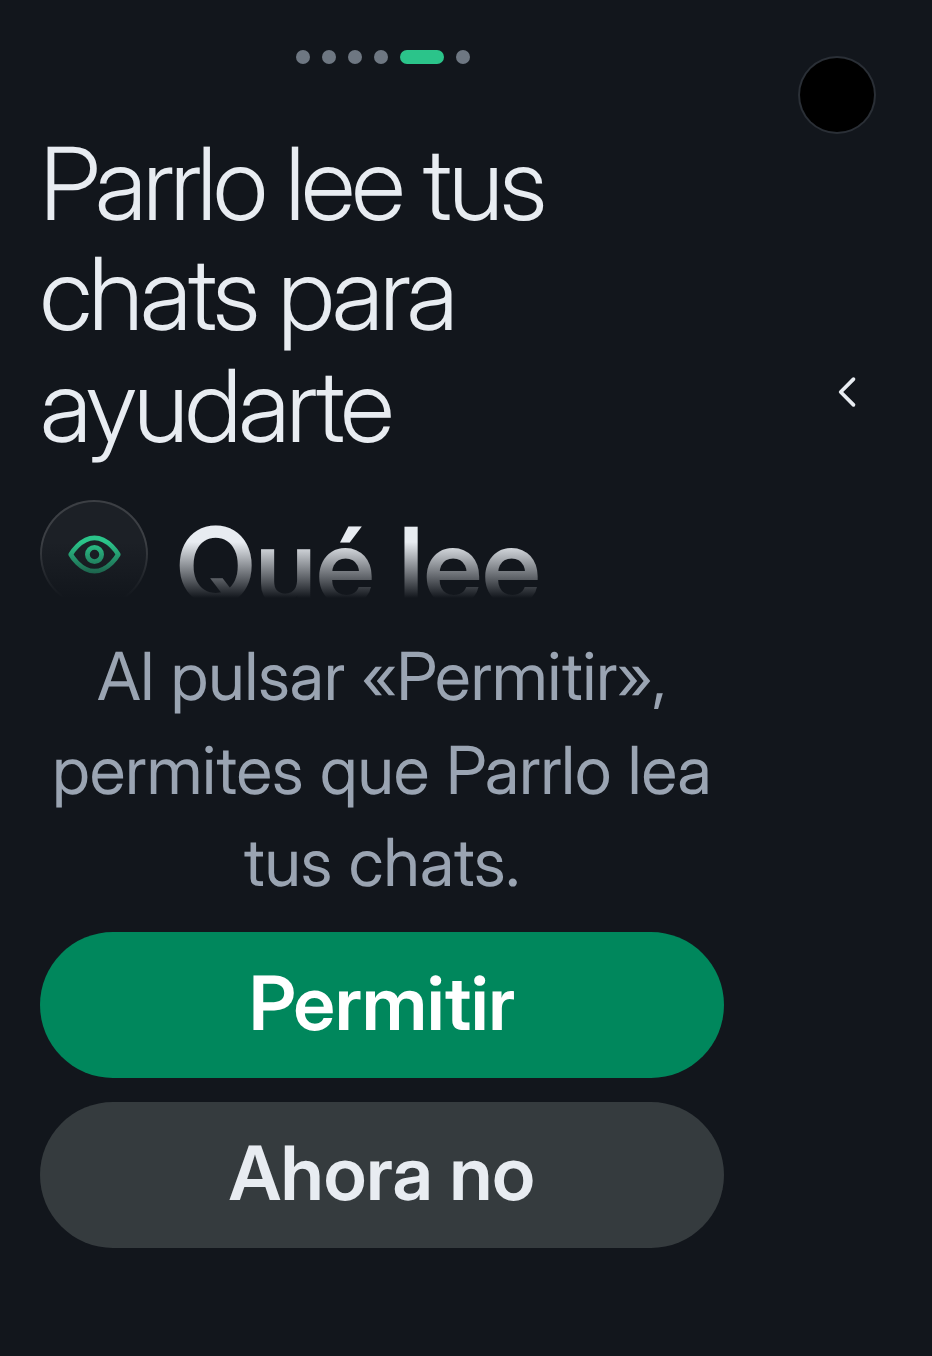 Parrlo lee tus
chats para
ayudarte
Qué lee
Al pulsar «Permitir»,
permites que Parrlo lea
tus chats.
Permitir
Ahora no